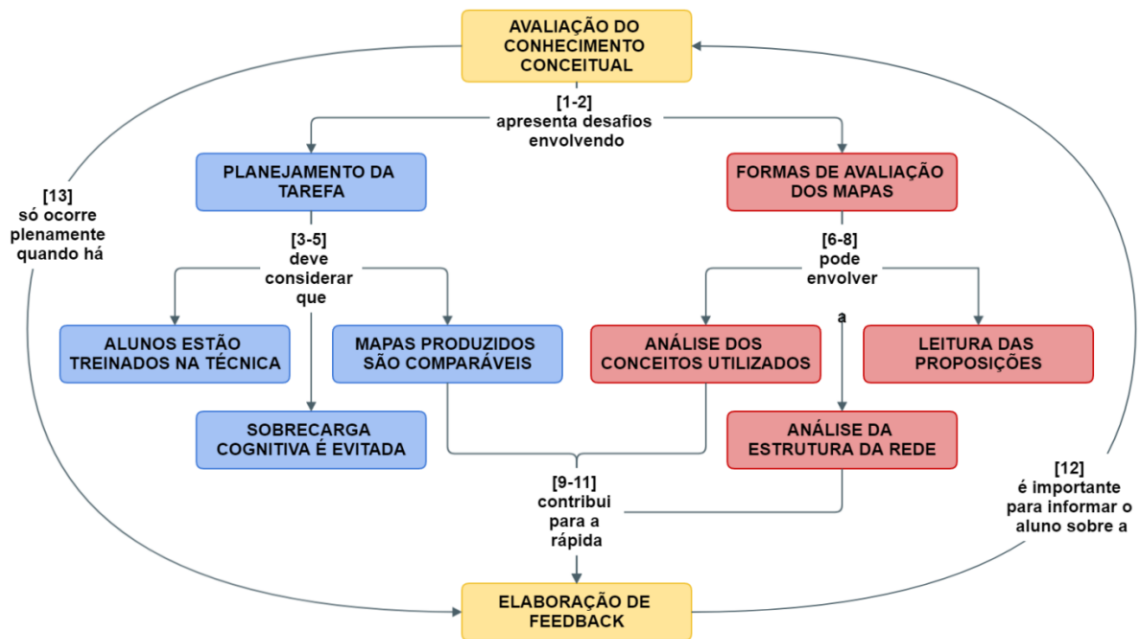 AVALIAÇÃO DO
CONHECIMENTO
CONCEITUAL
[1-2]
apresenta desafios
envolvendo
PLANEJAMENTO DA
TAREFA
FORMAS DE AVALIAÇÃO
DOS MAPAS
[13]
só ocorre
plenamente
quando há
[3-5]
deve
considerar
que
[6-8]
pode
envolver
a
ALUNOS ESTÃO
TREINADOS NA TÉCNICA
MAPAS PRODUZIDOS
SÃO COMPARÁVEIS
ANÁLISE DOS
CONCEITOS UTILIZADOS
LEITURA DAS
PROPOSIÇÕES
SOBRECARGA
COGNITIVA É EVITADA
ANÁLISE DA
ESTRUTURA DA REDE
[9-11]
contribui
para a
rápida
[12]
é importante
para informar o
aluno sobre a
ELABORAÇÃO DE
FEEDBACK